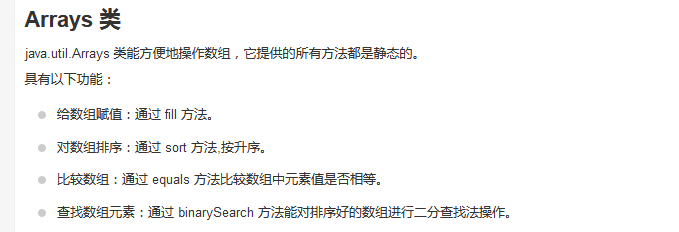 Arrays 类
java.util.Arrays 类能方便地操作数组，它提供的所有方法都是静态的。
具有以下功能：
给数组赋值：通过 fill 方法。
对数组排序：通过 sort 方法,按升序。
比较数组：通过 equals 方法比较数组中元素值是否相等。
查找数组元素：通过 binarySearch 方法能对排序好的数组进行二分查找法操作。